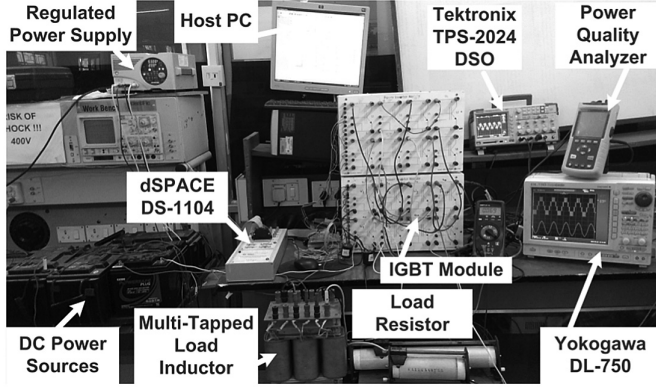 Regulated
Power Supply
Host PC
Tektronix
TPS-2024
DSO
Power
Quality
Analyzer
Work Bench
RISK OF
SHOCK !!!
400V
dSPACE
DS-1104
IGBT Module
DC Power
Sources
Multi-Tapped
Load
Inductor
Load
Resistor
Yokogawa
DL-750